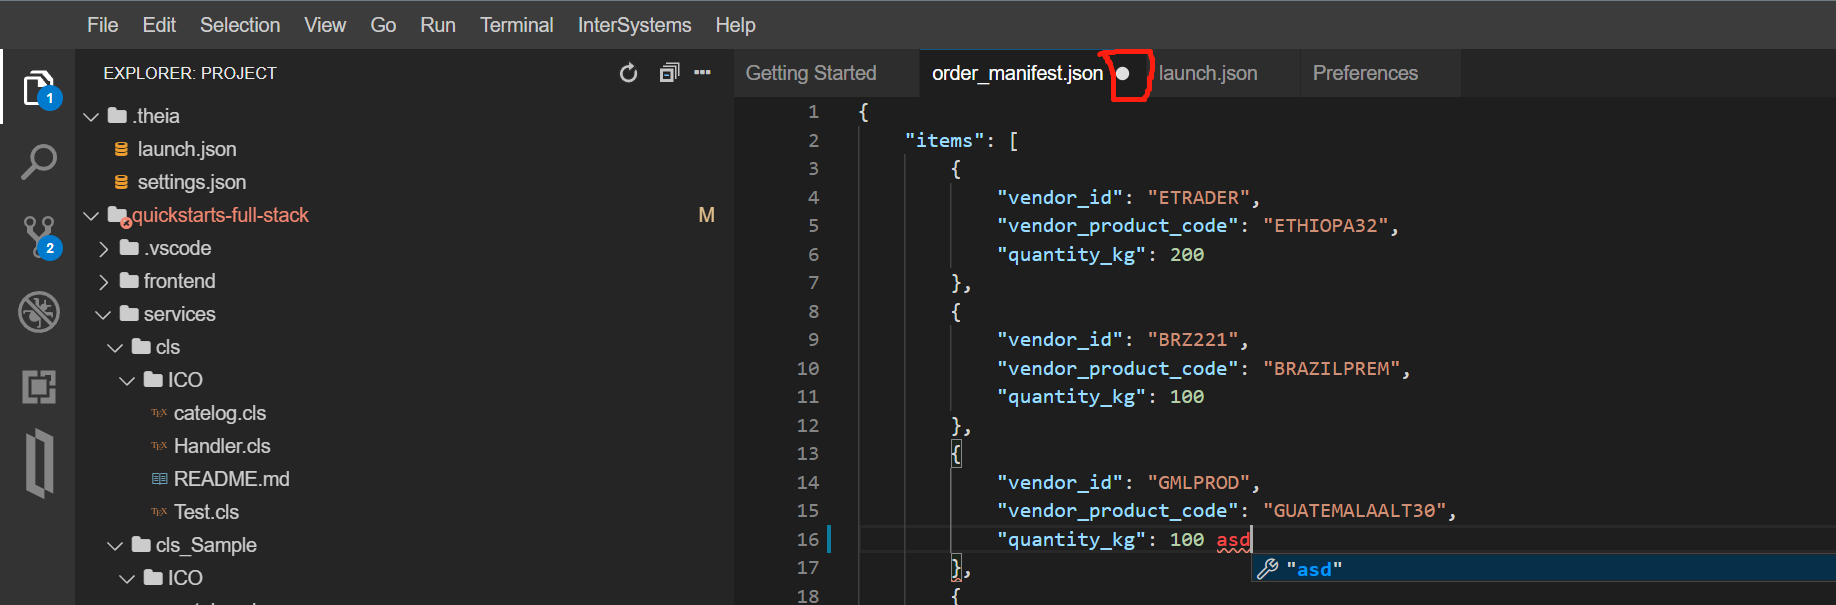 File Edit Selection View Go Run Terminal InterSystems Help
EXPLORER: PROJECT
1
2
.theia
launch.json
settings.json
quickstarts-full-stack M
.vscode
frontend
services
cls
ICO
TEX catelog.cls
TEX Handler.cls
README.md
TEX Test.cls
cls_Sample
ICO
Getting Started order_manifest.json launch.json Preferences
1 {
2 "items": [
3 {
4 "vendor_id": "ETRADER",
5 "vendor_product_code": "ETHIOPA32",
6 "quantity_kg": 200
7 },
8 {
9 "vendor_id": "BRZ221",
10 "vendor_product_code": "BRAZILPREM",
11 "quantity_kg": 100
12 },
13 {
14 "vendor_id": "GMLPROD",
15 "vendor_product_code": "GUATEMALAALT30",
16 "quantity_kg": 100 asd
17 },
"asd"
18 {